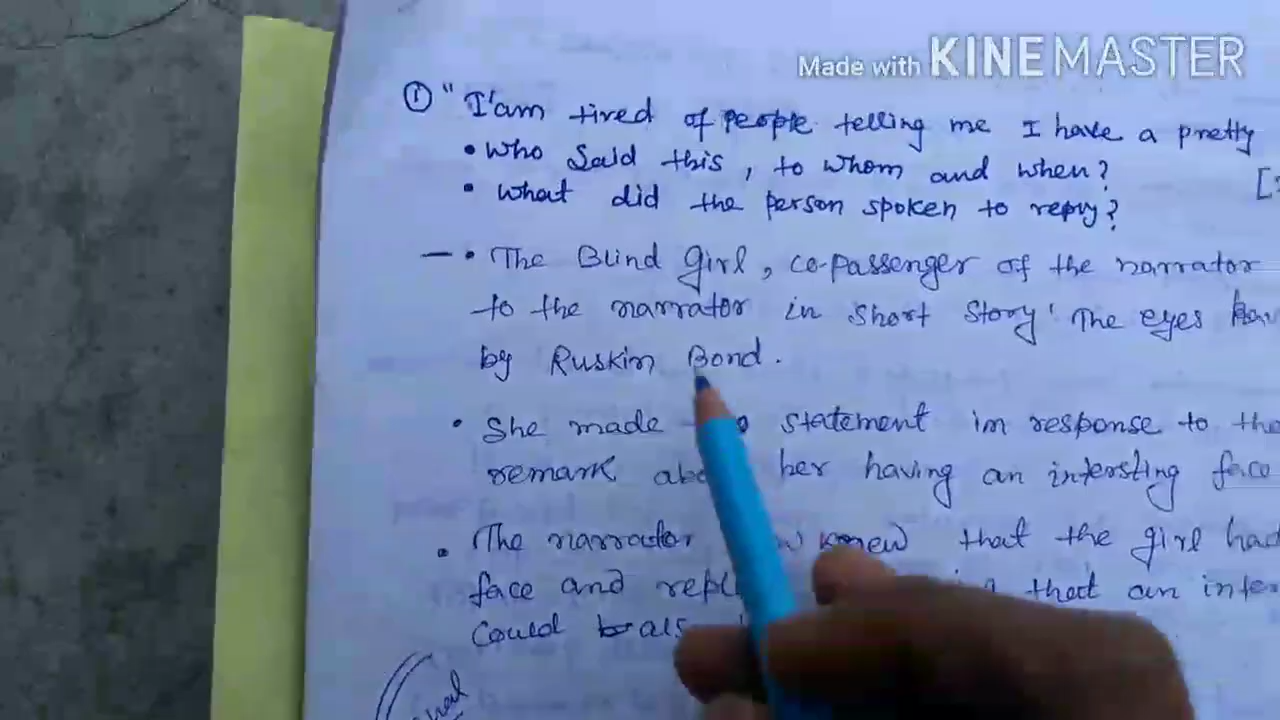 Made with KINEMASTER
① "I'am tired of people telling me I have a pretty
• Who Said this, to whom and when?
• What did the person spoken to reply?
— • The Blind Girl, co-passenger of the narrator
to the narrator in Short Story' The eyes
by Ruskin Bond.
• She made statement in response to the
remark her having an intersting face
• The narrator knew that the girl had
face and that an
Could